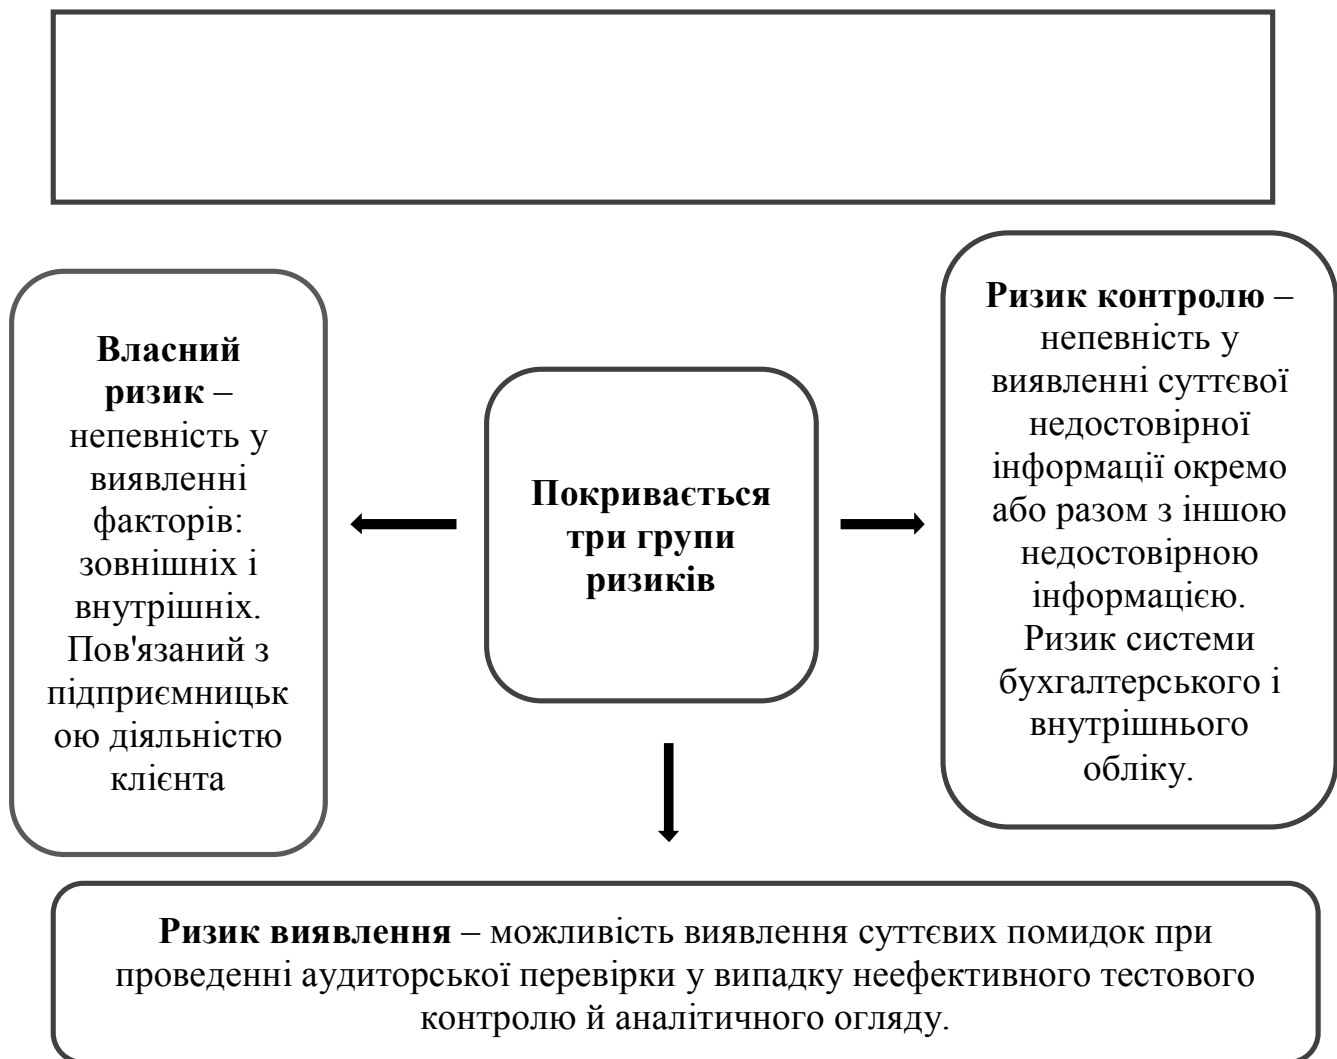 Власний
ризик –
непевність у
виявленні
факторів:
зовнішніх і
внутрішніх.
Пов'язаний з
підприємницьк
ою діяльністю
клієнта
Покривається
три групи
ризиків
Ризик контролю –
непевність у
виявленні суттєвої
недостовірної
інформації окремо
або разом з іншою
недостовірною
інформацією.
Ризик системи
бухгалтерського і
внутрішнього
обліку.
Ризик виявлення – можливість виявлення суттєвих помидок при
проведенні аудиторської перевірки у випадку неефективного тестового
контролю й аналітичного огляду.